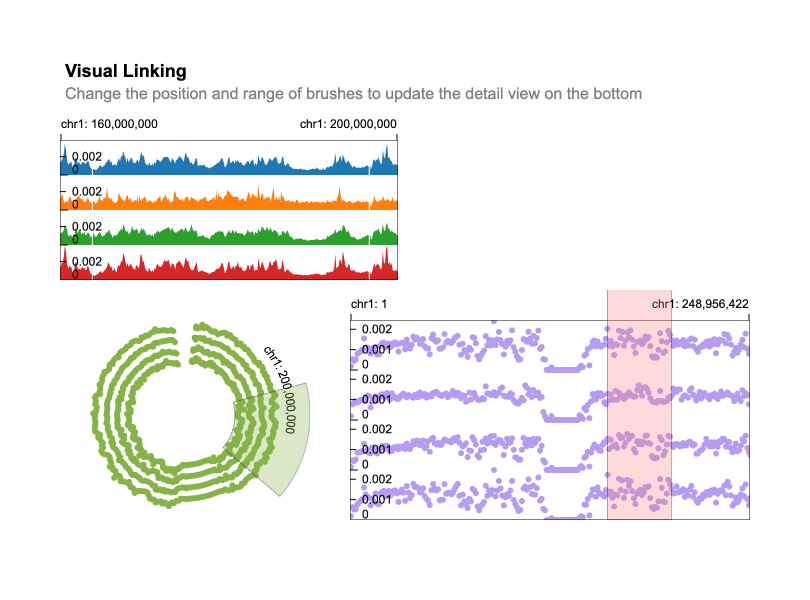 Visual Linking
Change the position and range of brushes to update the detail view on the bottom
chr1: 160,000,000
chr1: 200,000,000
0.002
0
0.002
0
0.002
0
0.002
0
chr1: 200,000,000
chr1: 1
chr1: 248,956,422
0.002
0.001
0
0.002
0.001
0
0.002
0.001
0
0.002
0.001
0